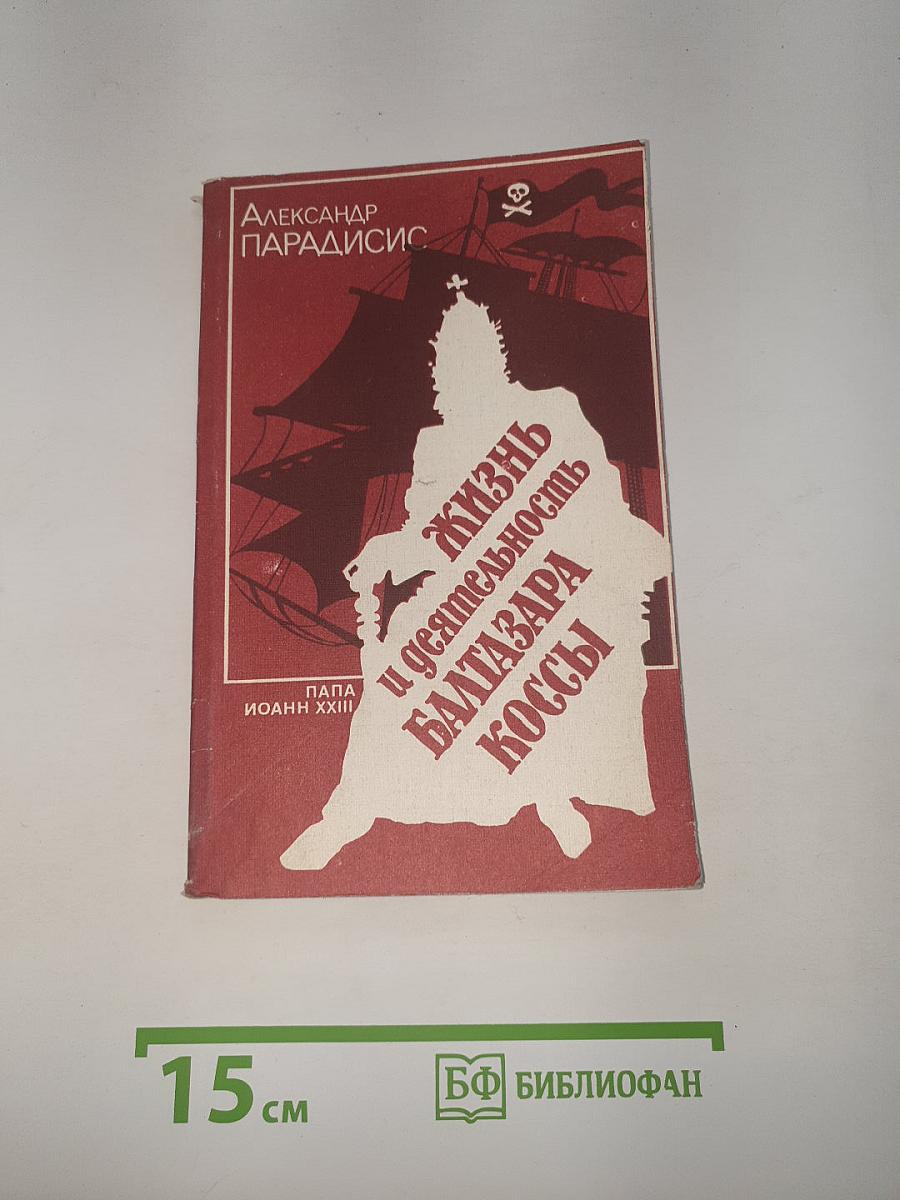 Александр
ПАРАДИСИС
ЖИЗНЬ
и деятельность
БАЛТАЗАРА
КОССЫ
ПАПА
ИОАНН XXIII
15 см
БФ БИБЛИОФАН